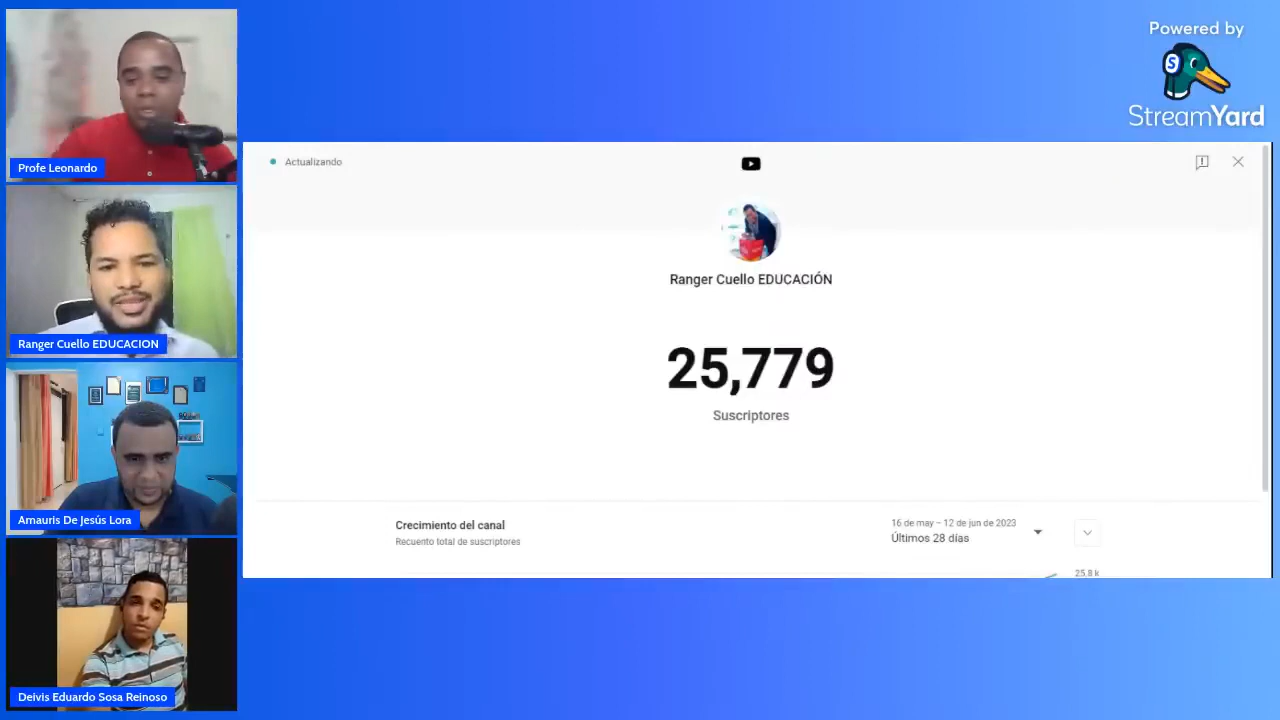 Powered by
StreamYard
Profe Leonardo
Ranger Cuello EDUCACION
Amauris De Jesús Lora
Deivis Eduardo Sosa Reinoso
Actualizando
Ranger Cuello EDUCACIÓN
25,779
Suscriptores
Crecimiento del canal
Recuento total de suscriptores
16 de may – 12 de jun de 2023
Últimos 28 días
25,8 k